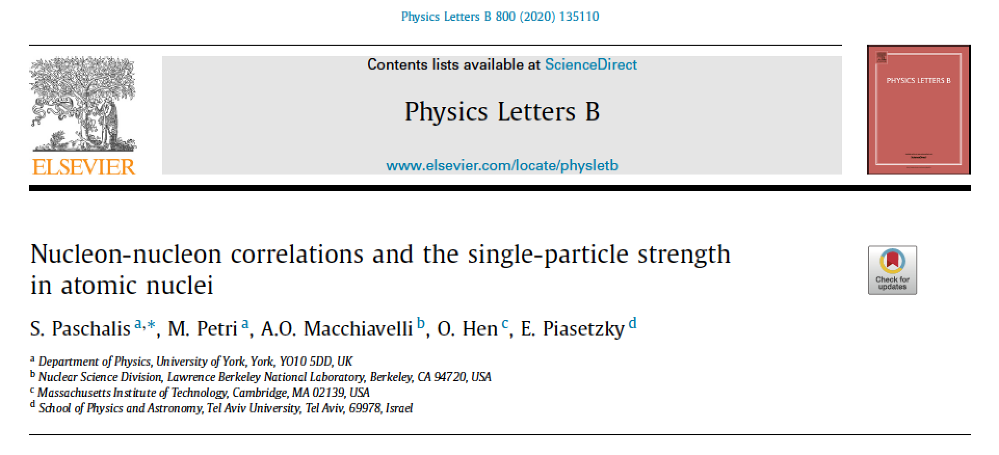 Physics Letters B 800 (2020) 135110
Contents lists available at ScienceDirect
Physics Letters B
www.elsevier.com/locate/physletb
ELSEVIER
PHYSICS LETTERS B
Nucleon-nucleon correlations and the single-particle strength
in atomic nuclei
Check for
updates
S. Paschalis a,*, M. Petri a, A.O. Macchiavelli b, O. Hen c, E. Piasetzky d
a Department of Physics, University of York, York, YO10 5DD, UK
b Nuclear Science Division, Lawrence Berkeley National Laboratory, Berkeley, CA 94720, USA
c Massachusetts Institute of Technology, Cambridge, MA 02139, USA
d School of Physics and Astronomy, Tel Aviv University, Tel Aviv, 69978, Israel